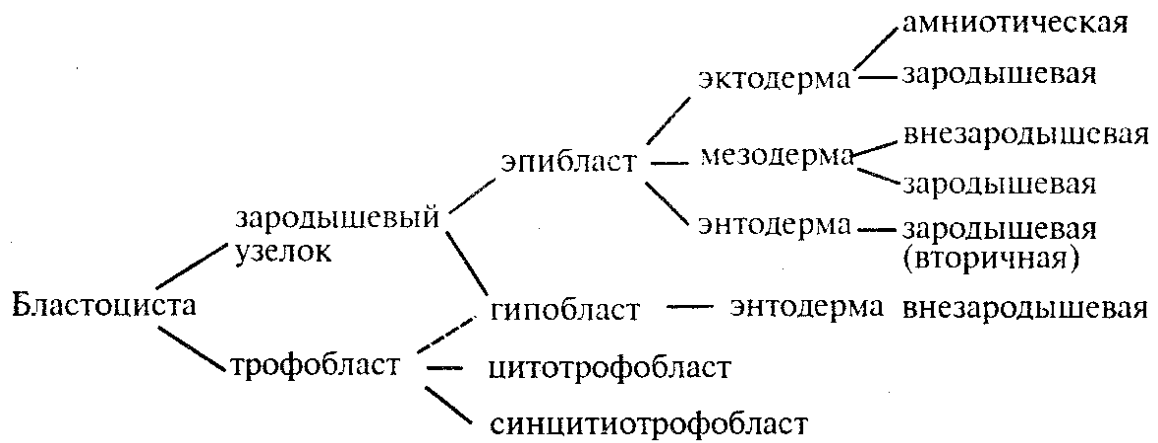 амниотическая
эктодерма
зародышевая
внезародышевая
эпибласт
мезодерма
зародышевая
зародышевый
узелок
энтодерма
зародышевая
(вторичная)
Бластоциста
гипобласт
энтодерма
внезародышевая
трофобласт
цитотрофобласт
синцитиотрофобласт